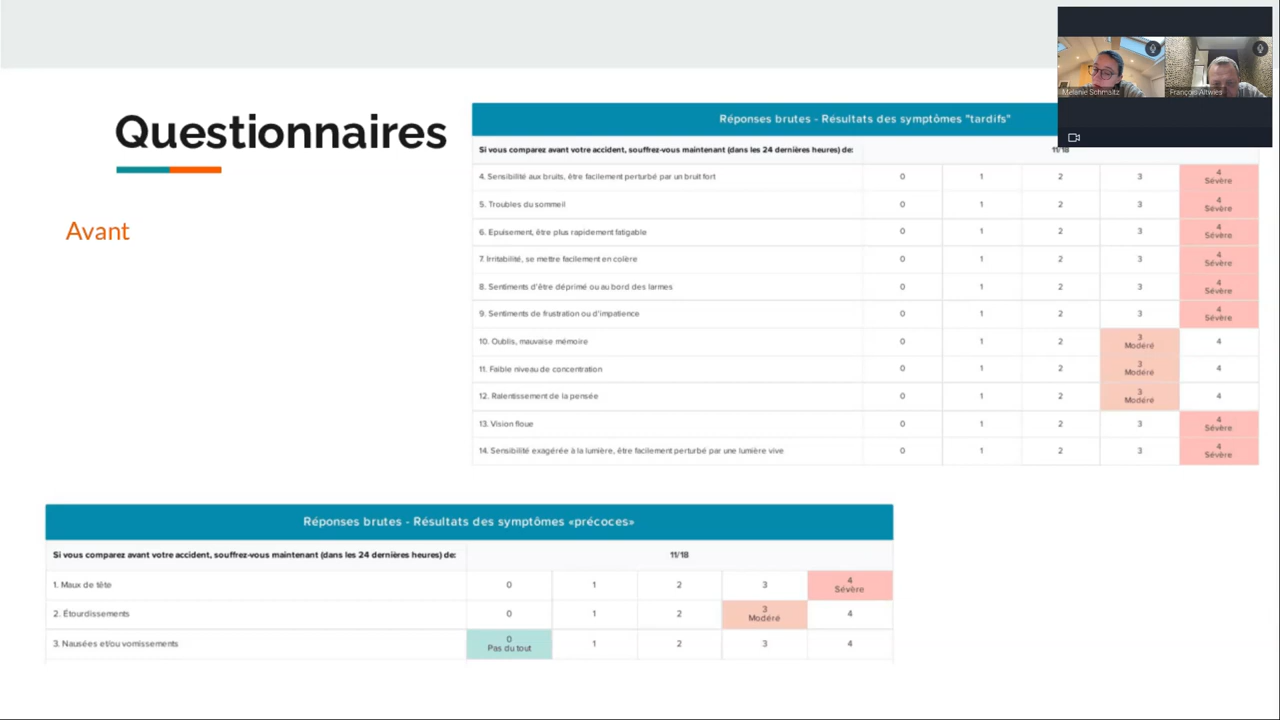 Questionnaires
Avant
Réponses brutes - Résultats des symptômes "tardifs"
Si vous comparez avant votre accident, souffrez-vous maintenant (dans les 24 dernières heures) de: 11/18
4. Sensibilité aux bruits, être facilement perturbé par un bruit fort 0 1 2 3 4 Sévère
5. Troubles du sommeil 0 1 2 3 4 Sévère
6. Epuisement, être plus rapidement fatigable 0 1 2 3 4 Sévère
7. Irritabilité, se mettre facilement en colère 0 1 2 3 4 Sévère
8. Sentiments d'être déprimé ou au bord des larmes 0 1 2 3 4 Sévère
9. Sentiments de frustration ou d'impatience 0 1 2 3 4 Sévère
10. Oublis, mauvaise mémoire 0 1 2 3 Modéré 4
11. Faible niveau de concentration 0 1 2 3 Modéré 4
12. Ralentissement de la pensée 0 1 2 3 Modéré 4
13. Vision floue 0 1 2 3 4 Sévère
14. Sensibilité exagérée à la lumière, être facilement perturbé par une lumière vive 0 1 2 3 4 Sévère
Réponses brutes - Résultats des symptômes «précoces»
Si vous comparez avant votre accident, souffrez-vous maintenant (dans les 24 dernières heures) de: 11/18
1. Maux de tête 0 1 2 3 4 Sévère
2. Étourdissements 0 1 2 3 Modéré 4
3. Nausées et/ou vomissements 0 Pas du tout 1 2 3 4
Melanie Schmaltz
François Altwies